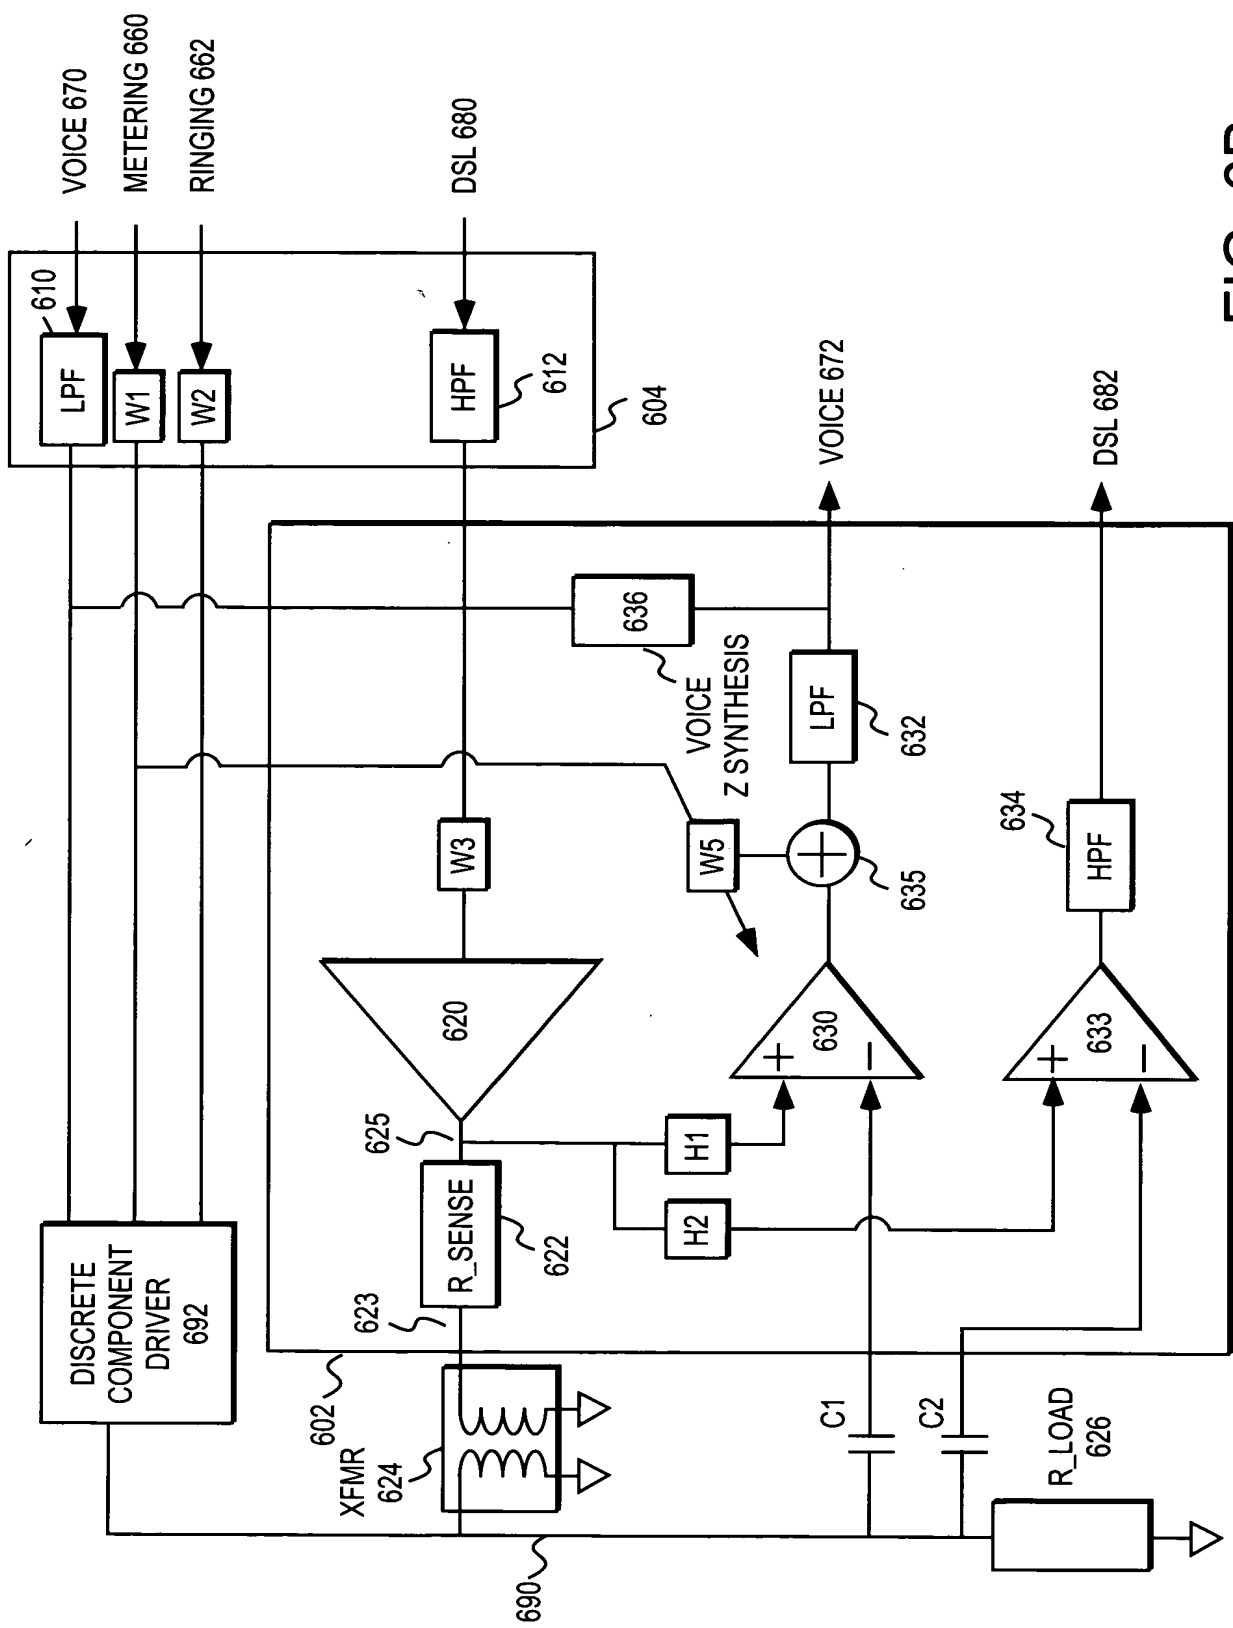 VOICE 670
METERING 660
RINGING 662
DSL 680
610
LPF
W1
W2
HPF
612
604
VOICE 672
DSL 682
636
VOICE
Z SYNTHESIS
LPF
632
W3
W5
+
635
634
HPF
620
630
+
−
633
+
−
625
H1
H2
R_SENSE
622
623
DISCRETE
COMPONENT
DRIVER
692
602
XFMR
624
C1
C2
R_LOAD
626
690